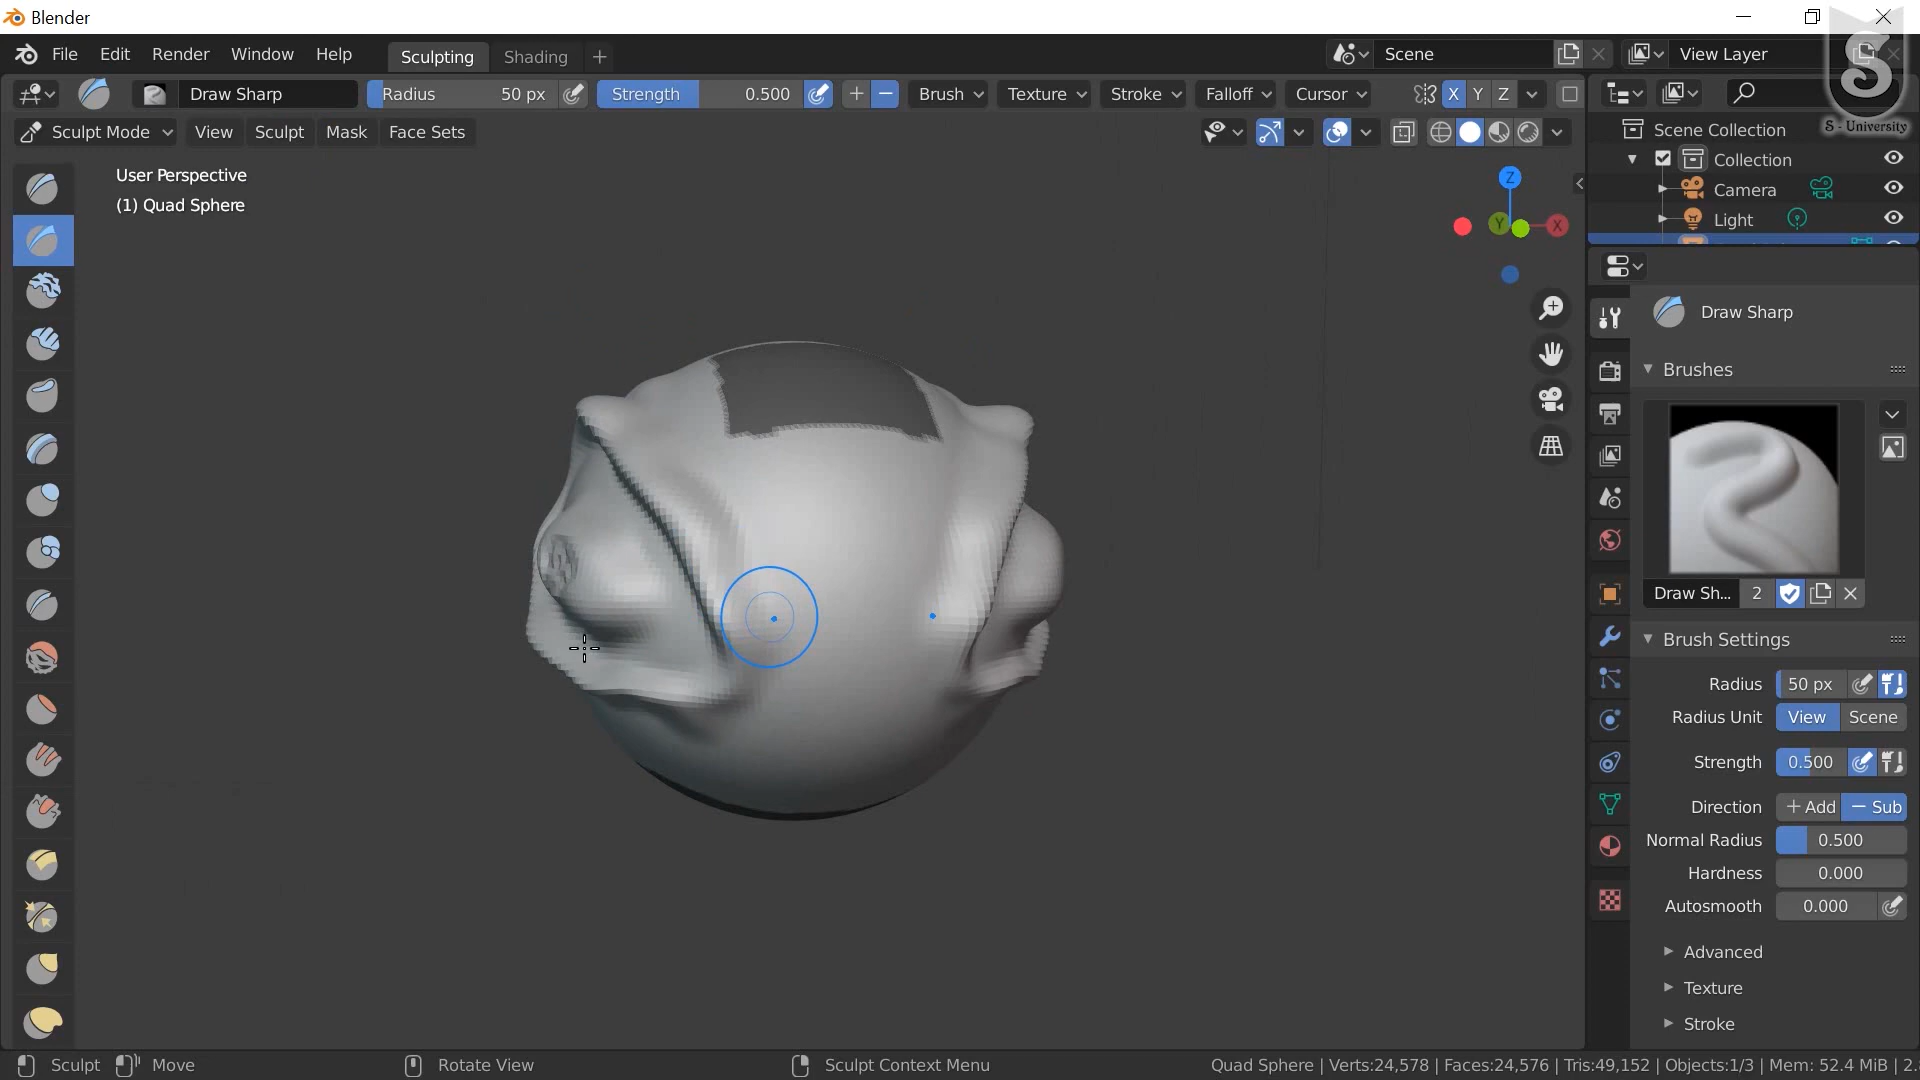 Blender
File Edit Render Window Help Sculpting Shading + Scene View Layer
Draw Sharp Radius 50 px Strength 0.500 Brush Texture Stroke Falloff Cursor X Y Z
S
S - University
Sculpt Mode View Sculpt Mask Face Sets
User Perspective
(1) Quad Sphere
Z
Y X
Scene Collection
Collection
Camera
Light
Draw Sharp
Brushes
Draw Sh... 2
Brush Settings
Radius 50 px
Radius Unit View Scene
Strength 0.500
Direction + Add − Sub
Normal Radius 0.500
Hardness 0.000
Autosmooth 0.000
Advanced
Texture
Stroke
Sculpt Move Rotate View Sculpt Context Menu Quad Sphere | Verts:24,578 | Faces:24,576 | Tris:49,152 | Objects:1/3 | Mem: 52.4 MiB | 2.